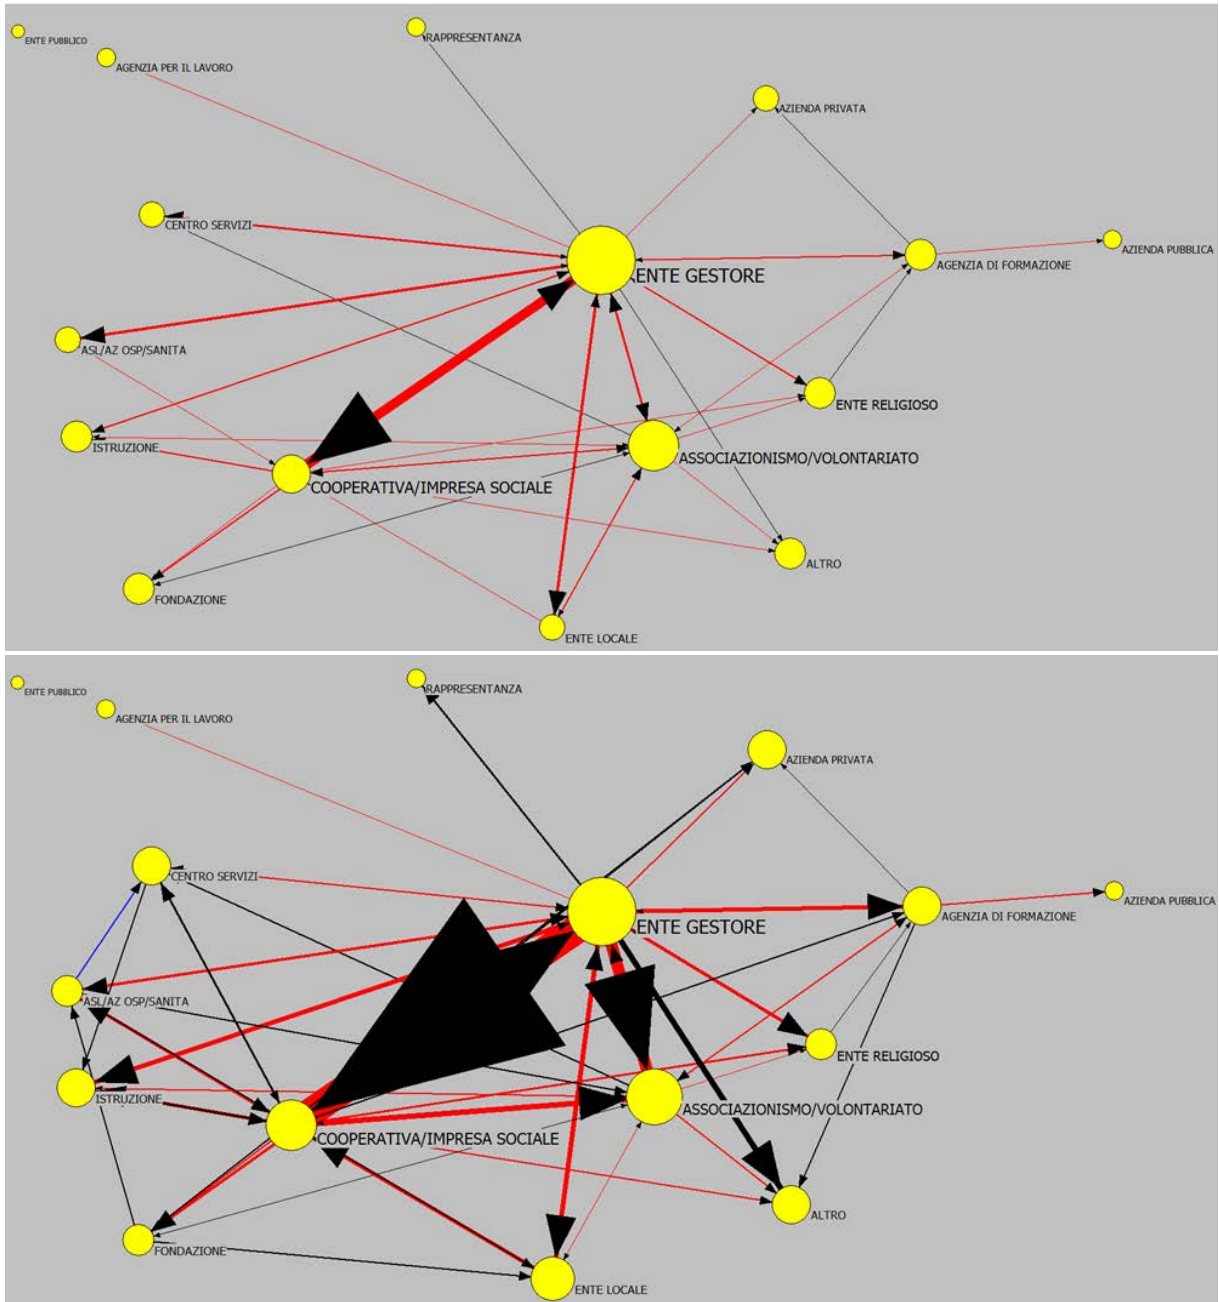 ENTE PUBBLICO
RAPPRESENTANZA
AGENZIA PER IL LAVORO
AZIENDA PRIVATA
CENTRO SERVIZI
AZIENDA PUBBLICA
AGENZIA DI FORMAZIONE
ENTE GESTORE
ASL/AZ OSP/SANITA
ENTE RELIGIOSO
ISTRUZIONE
ASSOCIAZIONISMO/VOLONTARIATO
COOPERATIVA/IMPRESA SOCIALE
ALTRO
FONDAZIONE
ENTE LOCALE
ENTE PUBBLICO
RAPPRESENTANZA
AGENZIA PER IL LAVORO
AZIENDA PRIVATA
CENTRO SERVIZI
AZIENDA PUBBLICA
AGENZIA DI FORMAZIONE
ENTE GESTORE
ASL/AZ OSP/SANITA
ENTE RELIGIOSO
ISTRUZIONE
ASSOCIAZIONISMO/VOLONTARIATO
COOPERATIVA/IMPRESA SOCIALE
ALTRO
FONDAZIONE
ENTE LOCALE